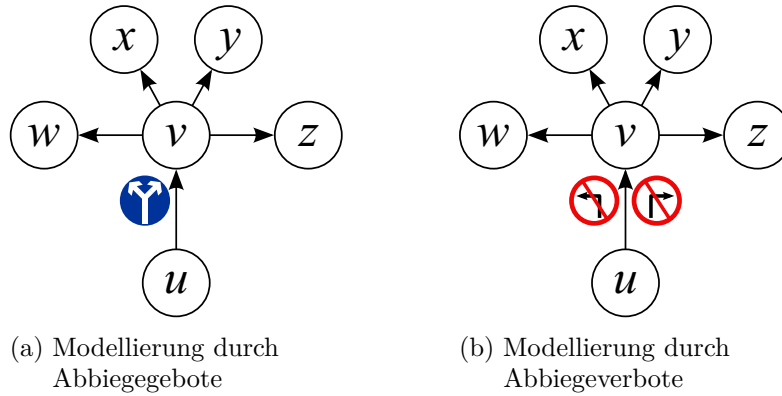 x y
w v z
u
(a) Modellierung durch
Abbiegegebote
x y
w v z
u
(b) Modellierung durch
Abbiegeverbote